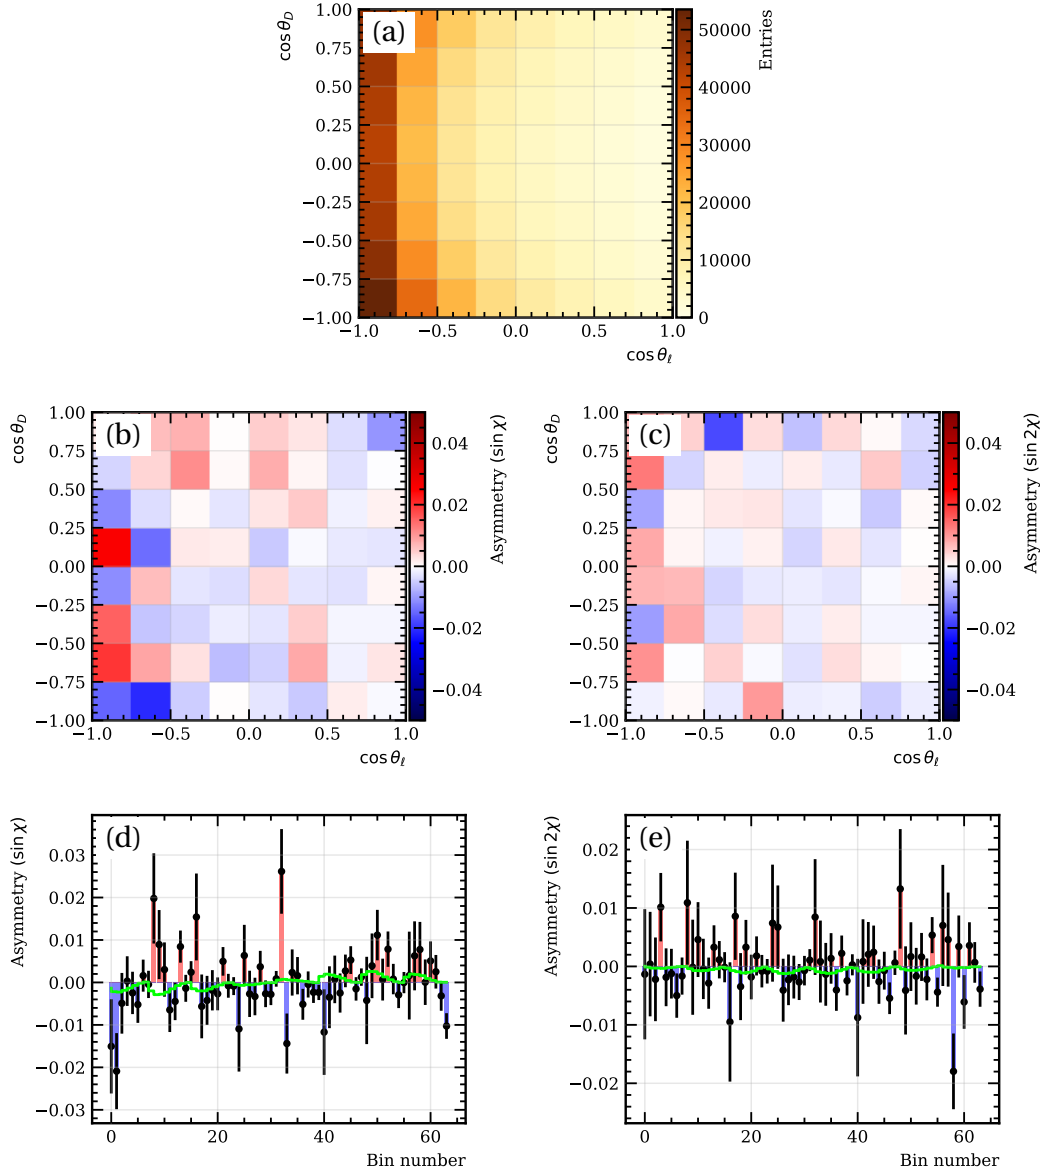 (a)
cos θ_D
1.00
0.75
0.50
0.25
0.00
−0.25
−0.50
−0.75
−1.00
−1.0 −0.5 0.0 0.5 1.0
cos θ_ℓ
50000
40000
30000
20000
10000
0
Entries
(b)
cos θ_D
1.00
0.75
0.50
0.25
0.00
−0.25
−0.50
−0.75
−1.00
−1.0 −0.5 0.0 0.5 1.0
cos θ_ℓ
0.04
0.02
0.00
−0.02
−0.04
Asymmetry (sin χ)
(c)
cos θ_D
1.00
0.75
0.50
0.25
0.00
−0.25
−0.50
−0.75
−1.00
−1.0 −0.5 0.0 0.5 1.0
cos θ_ℓ
0.04
0.02
0.00
−0.02
−0.04
Asymmetry (sin 2χ)
(d)
Asymmetry (sin χ)
0.03
0.02
0.01
0.00
−0.01
−0.02
−0.03
0 20 40 60
Bin number
(e)
Asymmetry (sin 2χ)
0.02
0.01
0.00
−0.01
−0.02
0 20 40 60
Bin number